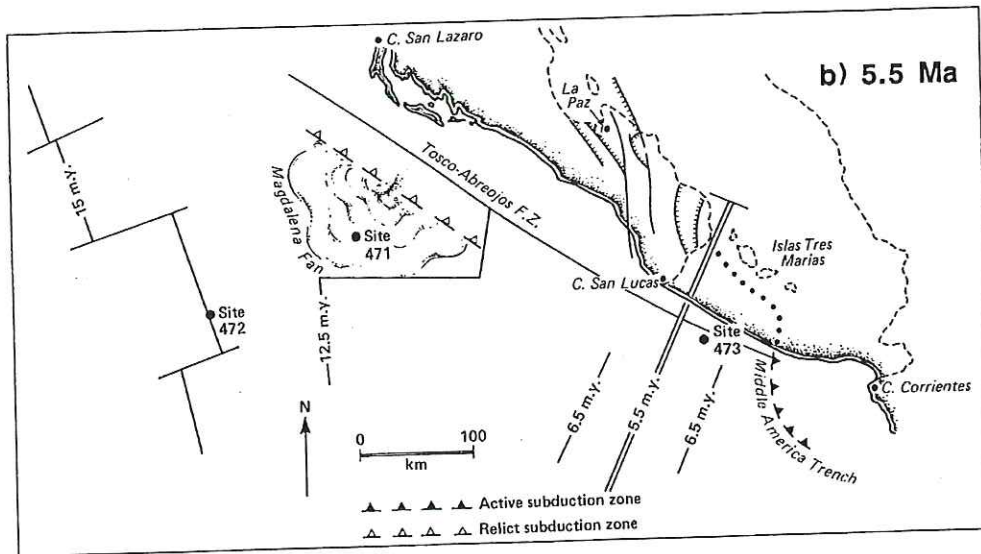 C. San Lazaro
b) 5.5 Ma
La
Paz
15 m.y.
Tosco-Abreojos F.Z.
Magdalena
Fan
Site
471
Islas Tres
Marias
C. San Lucas
Site
472
12.5 m.y.
Site
473
6.5 m.y.
5.5 m.y.
6.5 m.y.
C. Corrientes
Middle
America Trench
N
0 100
km
Active subduction zone
Relict subduction zone